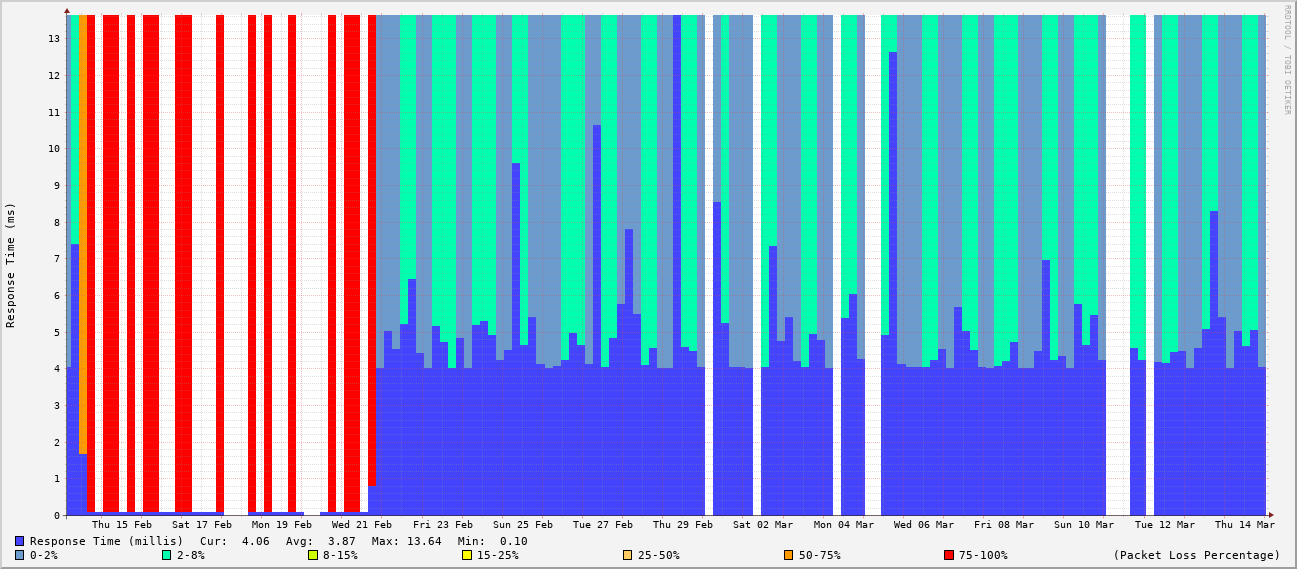 RRDTOOL / TOBI OETIKER
Response Time (ms)
13
12
11
10
9
8
7
6
5
4
3
2
1
0
Thu 15 Feb Sat 17 Feb Mon 19 Feb Wed 21 Feb Fri 23 Feb Sun 25 Feb Tue 27 Feb Thu 29 Feb Sat 02 Mar Mon 04 Mar Wed 06 Mar Fri 08 Mar Sun 10 Mar Tue 12 Mar Thu 14 Mar
Response Time (millis) Cur: 4.06 Avg: 3.87 Max: 13.64 Min: 0.10
0-2% 2-8% 8-15% 15-25% 25-50% 50-75% 75-100% (Packet Loss Percentage)